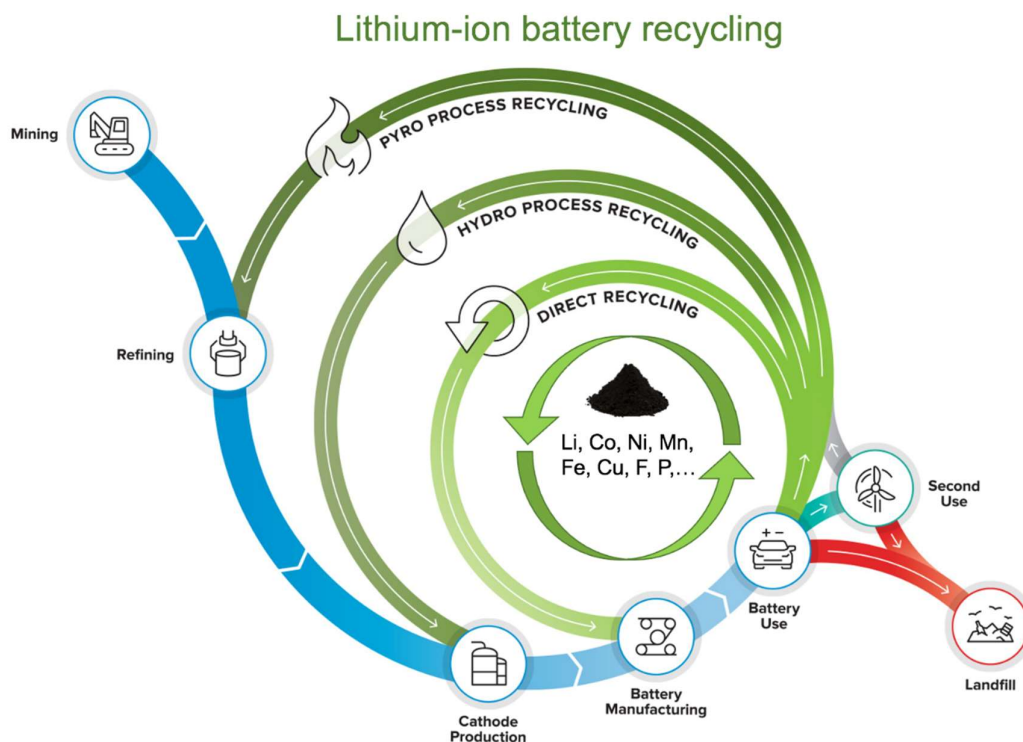 Lithium-ion battery recycling
Mining
PYRO PROCESS RECYCLING
HYDRO PROCESS RECYCLING
DIRECT RECYCLING
Refining
Li, Co, Ni, Mn,
Fe, Cu, F, P,...
Second
Use
+ -
Battery
Use
Landfill
Battery
Manufacturing
Cathode
Production